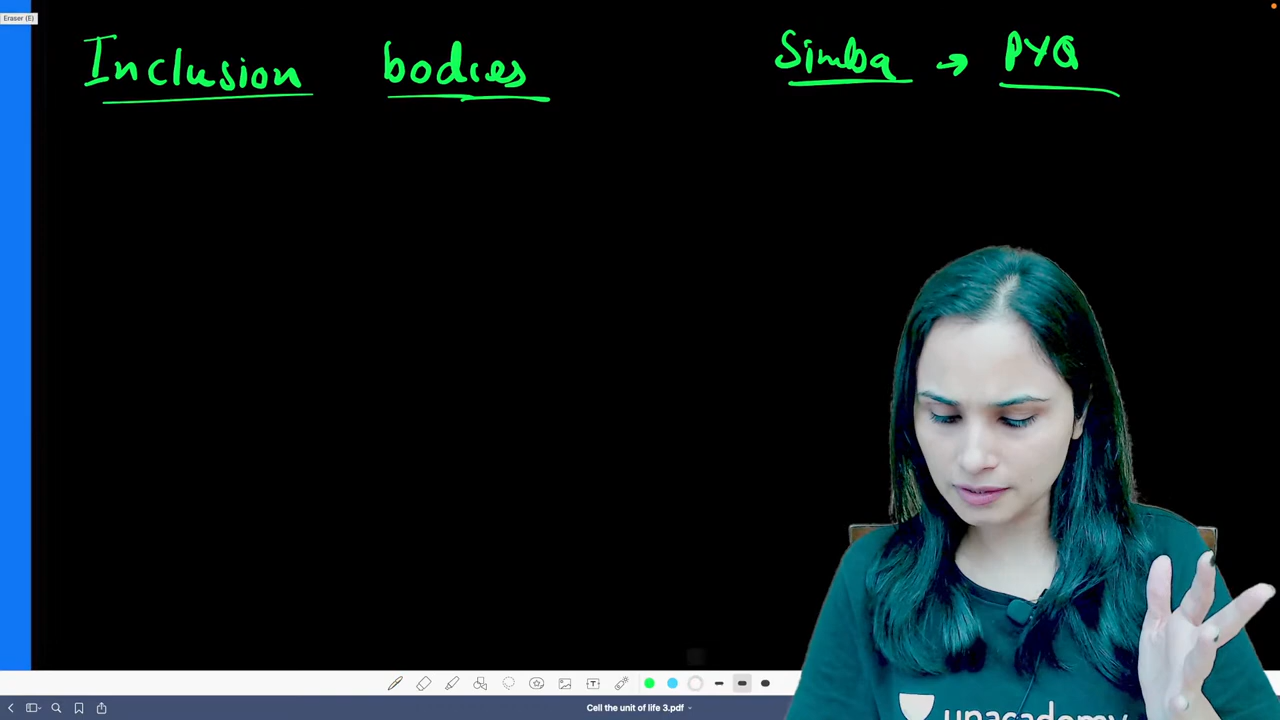 Eraser (E)
Inclusion bodies Simba → PYQ
unacademy
Cell the unit of life 3.pdf